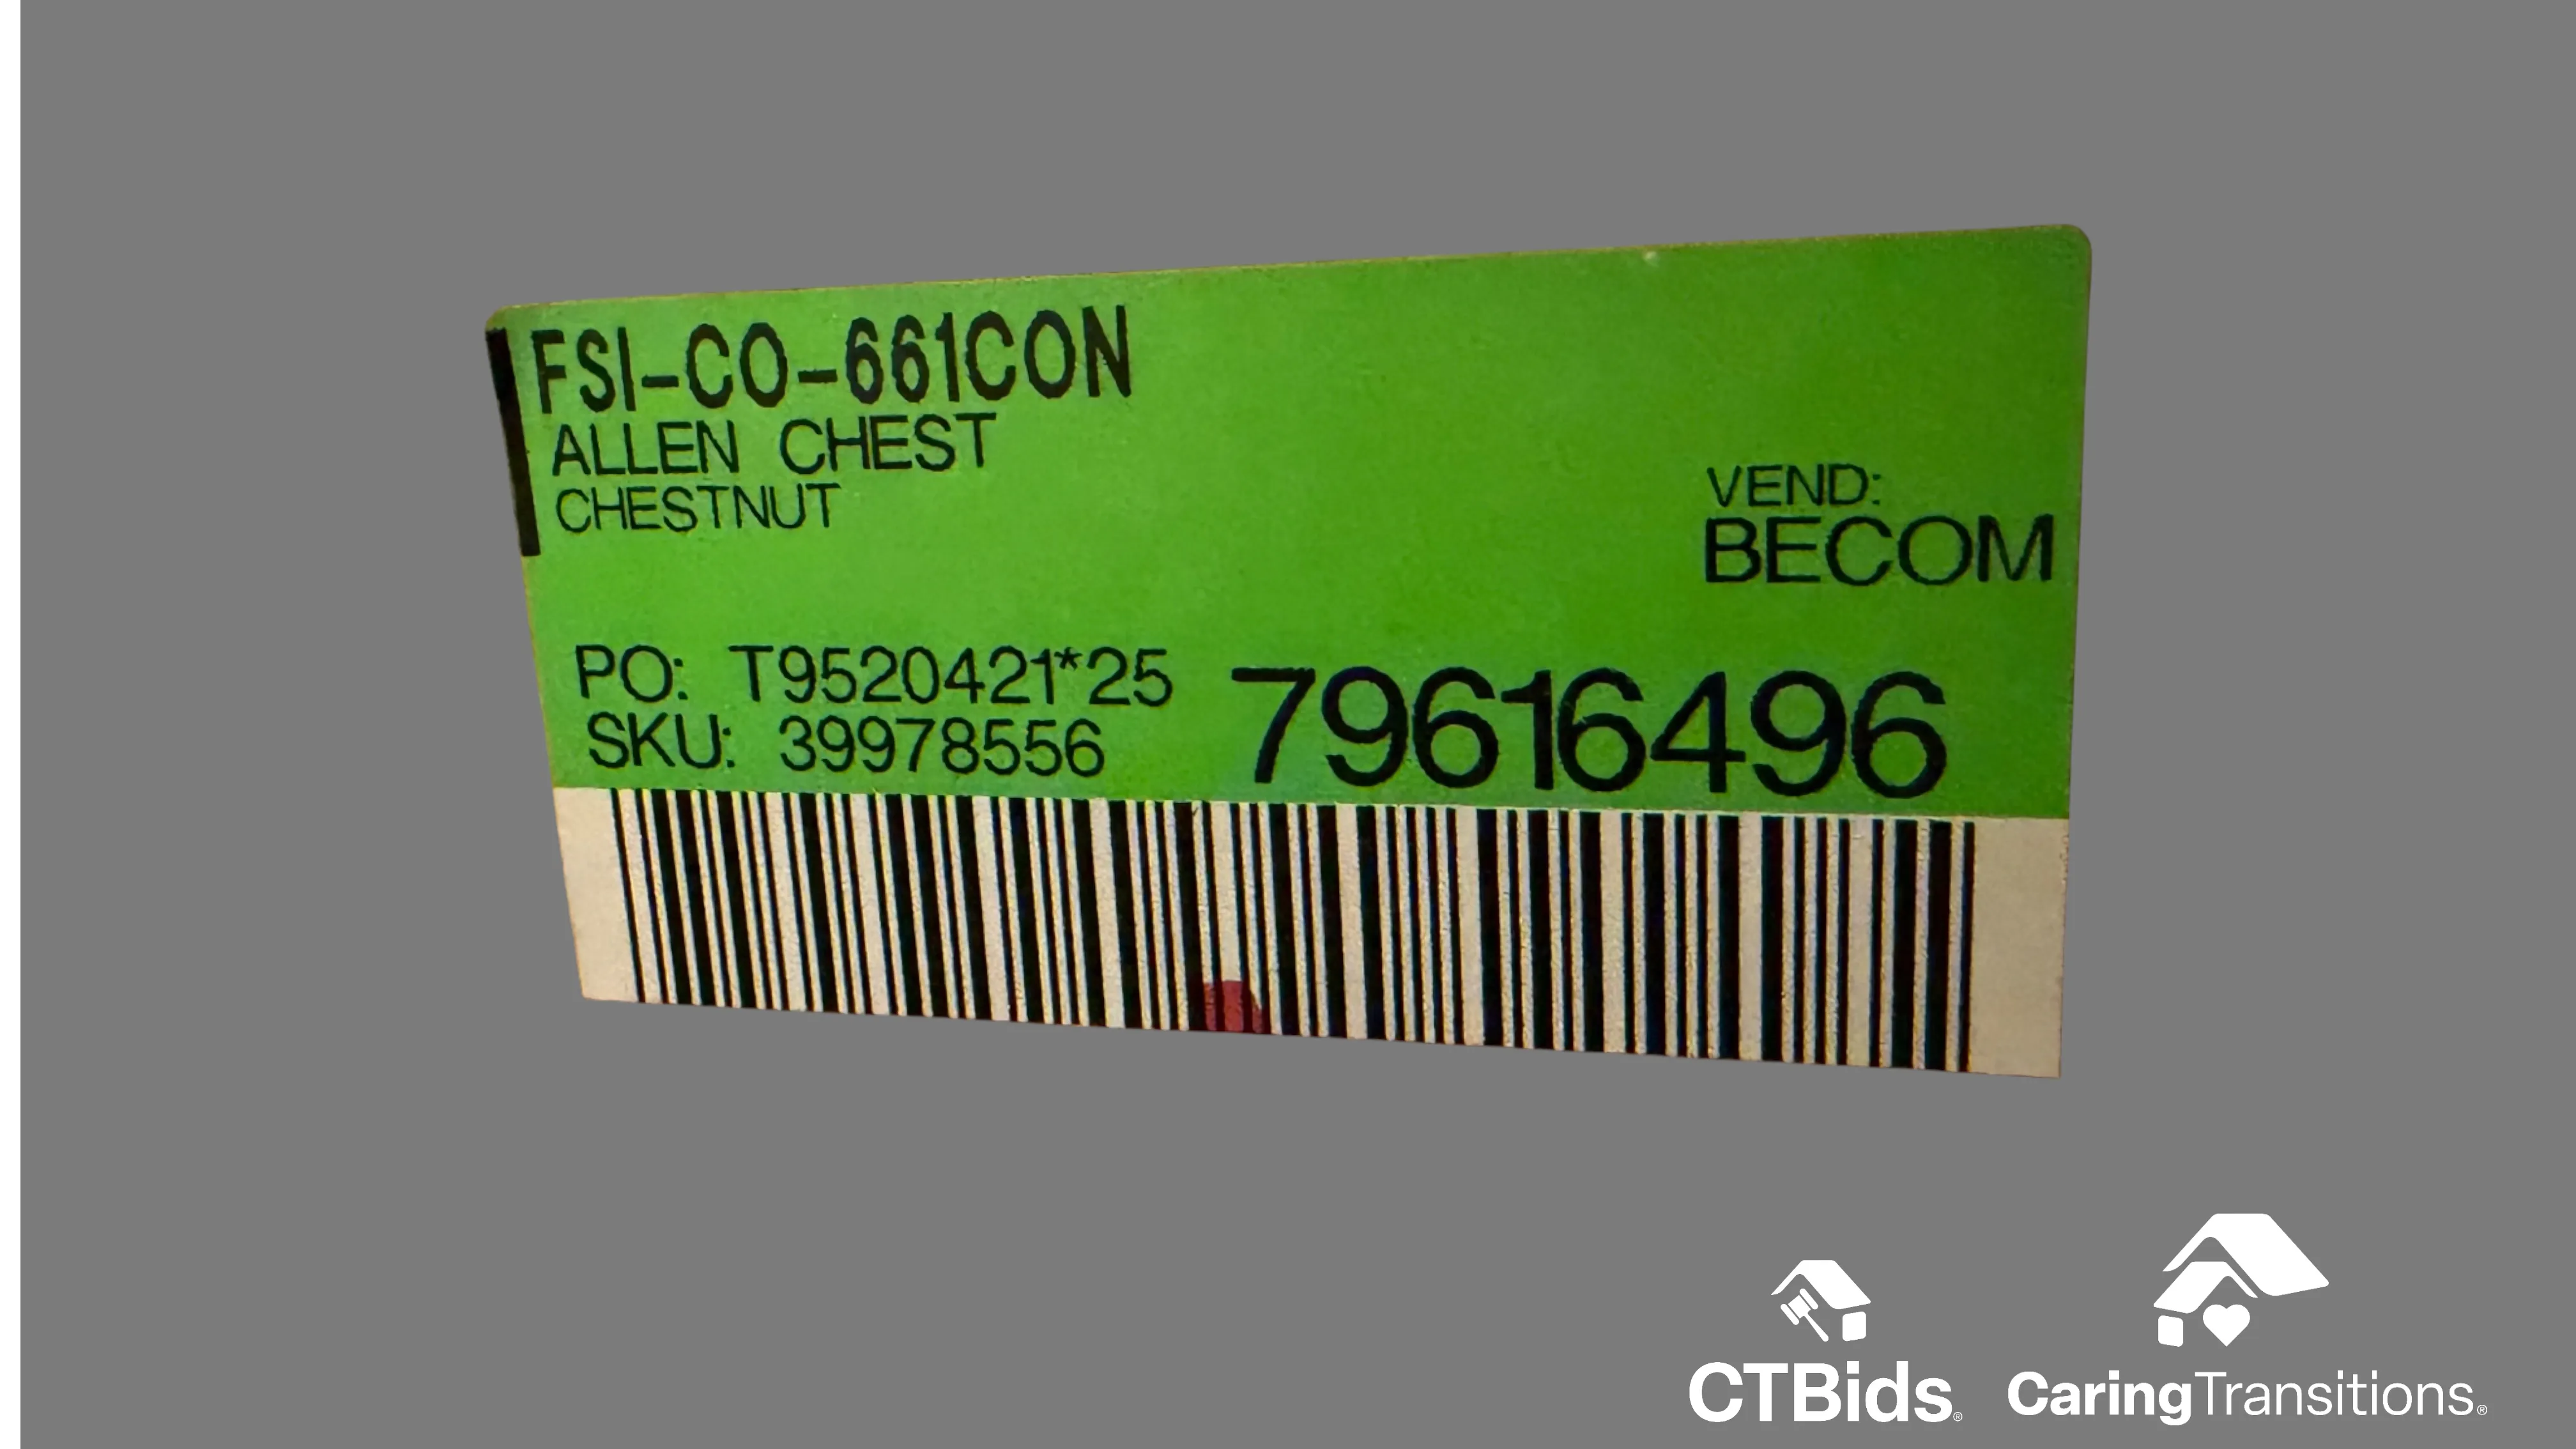 FSI-CO-661CON
ALLEN CHEST
CHESTNUT
VEND:
BECOM
PO: T9520421*25
SKU: 39978556
79616496
CTBids®
CaringTransitions®